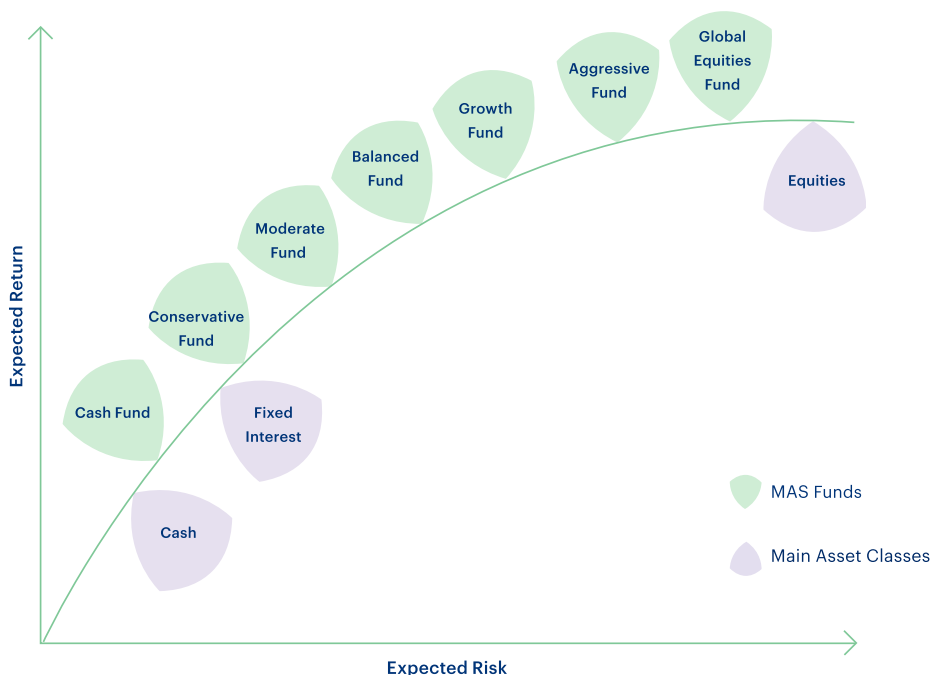 Global
Equities
Fund
Aggressive
Fund
Growth
Fund
Balanced
Fund
Equities
Moderate
Fund
Conservative
Fund
Cash Fund
Fixed
Interest
Cash
MAS Funds
Main Asset Classes
Expected Return
Expected Risk